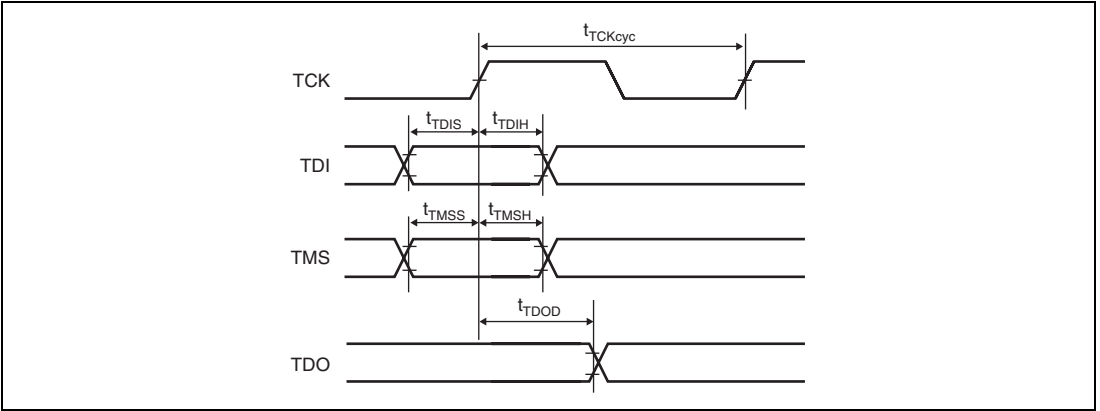 tTCKcyc
TCK
tTDIS tTDIH
TDI
tTMSS tTMSH
TMS
tTDOD
TDO